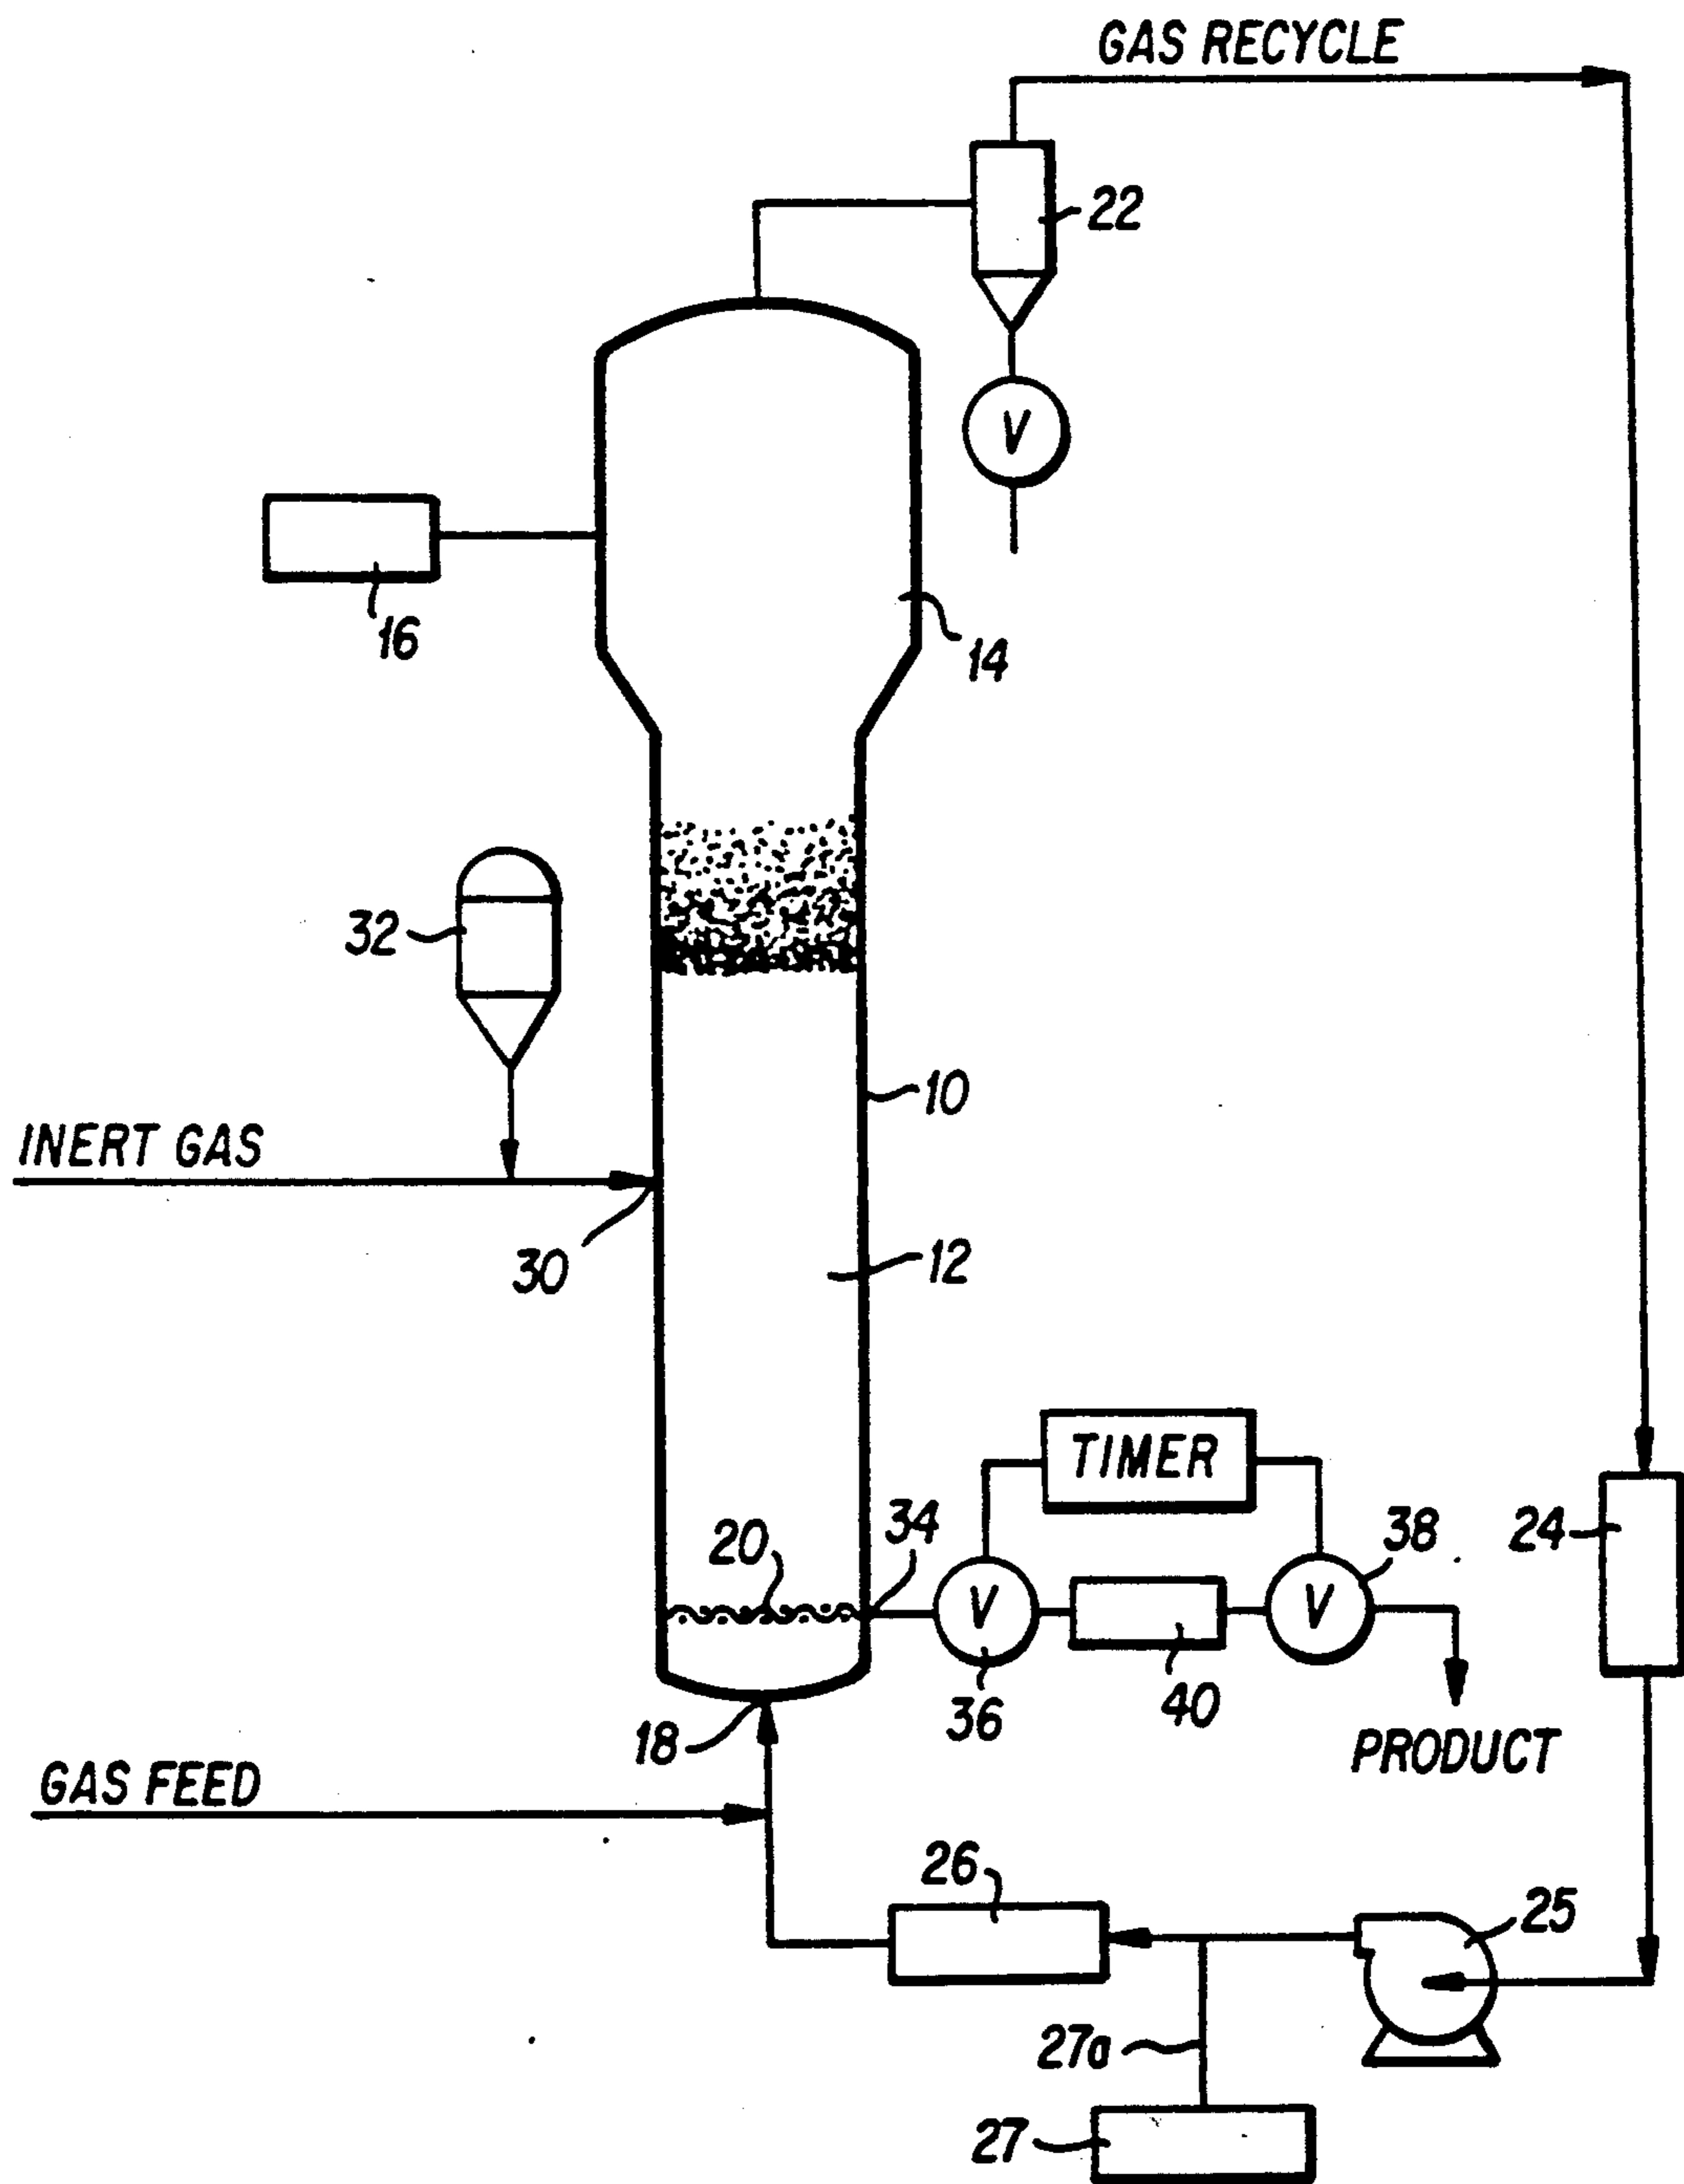 GAS RECYCLE
22
V
16
14
32
10
INERT GAS
30
12
TIMER
34
38
24
20
V
V
36
40
18
PRODUCT
GAS FEED
26
25
27a
27